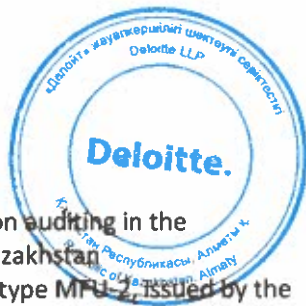 «Делойт» жауапкершілігі шектеулі серіктестігі
Deloitte LLP
Deloitte.
Қазақстан Республикасы, Алматы қ.
Republic of Kazakhstan, Almaty
on auditing in the
azakhstan
type MFU-2, issued by the